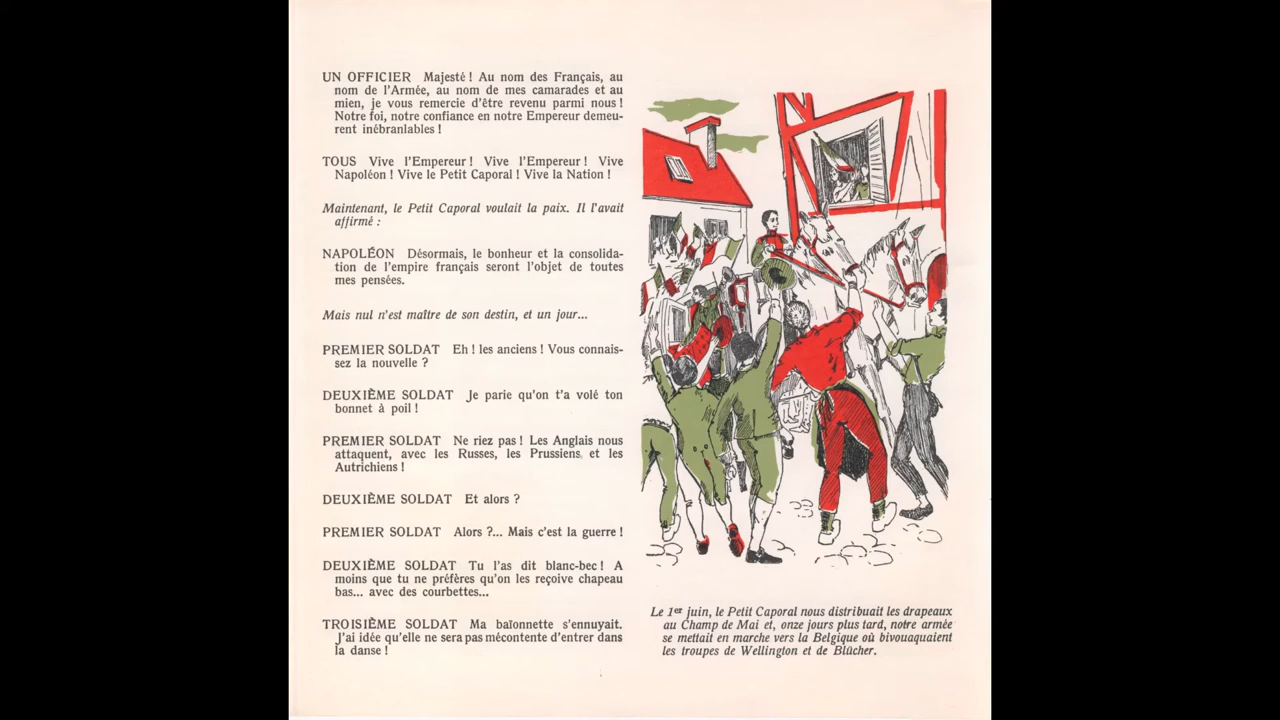 UN OFFICIER Majesté ! Au nom des Français, au
nom de l'Armée, au nom de mes camarades et au
mien, je vous remercie d'être revenu parmi nous !
Notre foi, notre confiance en notre Empereur demeu-
rent inébranlables !
TOUS Vive l'Empereur ! Vive l'Empereur ! Vive
Napoléon ! Vive le Petit Caporal ! Vive la Nation !
Maintenant, le Petit Caporal voulait la paix. Il l'avait
affirmé :
NAPOLÉON Désormais, le bonheur et la consolida-
tion de l'empire français seront l'objet de toutes
mes pensées.
Mais nul n'est maître de son destin, et un jour...
PREMIER SOLDAT Eh ! les anciens ! Vous connais-
sez la nouvelle ?
DEUXIÈME SOLDAT Je parie qu'on t'a volé ton
bonnet à poil !
PREMIER SOLDAT Ne riez pas ! Les Anglais nous
attaquent, avec les Russes, les Prussiens et les
Autrichiens !
DEUXIÈME SOLDAT Et alors ?
PREMIER SOLDAT Alors ?... Mais c'est la guerre !
DEUXIÈME SOLDAT Tu l'as dit blanc-bec ! A
moins que tu ne préfères qu'on les reçoive chapeau
bas... avec des courbettes...
TROISIÈME SOLDAT Ma baïonnette s'ennuyait.
J'ai idée qu'elle ne sera pas mécontente d'entrer dans
la danse !
Le 1er juin, le Petit Caporal nous distribuait les drapeaux
au Champ de Mai et, onze jours plus tard, notre armée
se mettait en marche vers la Belgique où bivouaquaient
les troupes de Wellington et de Blücher.